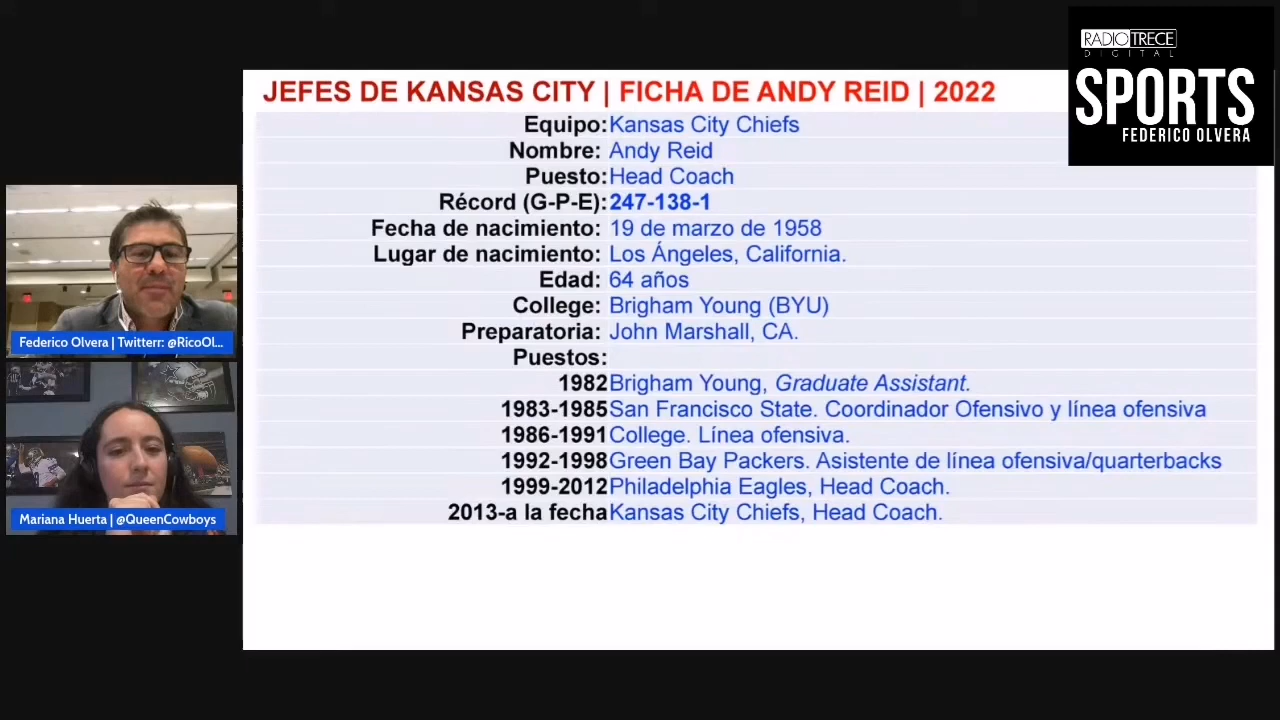 RADIO TRECE
DIGITAL
SPORTS
FEDERICO OLVERA
JEFES DE KANSAS CITY | FICHA DE ANDY REID | 2022
Equipo: Kansas City Chiefs
Nombre: Andy Reid
Puesto: Head Coach
Récord (G-P-E): 247-138-1
Fecha de nacimiento: 19 de marzo de 1958
Lugar de nacimiento: Los Ángeles, California.
Edad: 64 años
College: Brigham Young (BYU)
Preparatoria: John Marshall, CA.
Puestos:
1982 Brigham Young, Graduate Assistant.
1983-1985 San Francisco State. Coordinador Ofensivo y línea ofensiva
1986-1991 College. Línea ofensiva.
1992-1998 Green Bay Packers. Asistente de línea ofensiva/quarterbacks
1999-2012 Philadelphia Eagles, Head Coach.
2013-a la fecha Kansas City Chiefs, Head Coach.
Federico Olvera | Twitterr: @RicoOl...
Mariana Huerta | @QueenCowboys